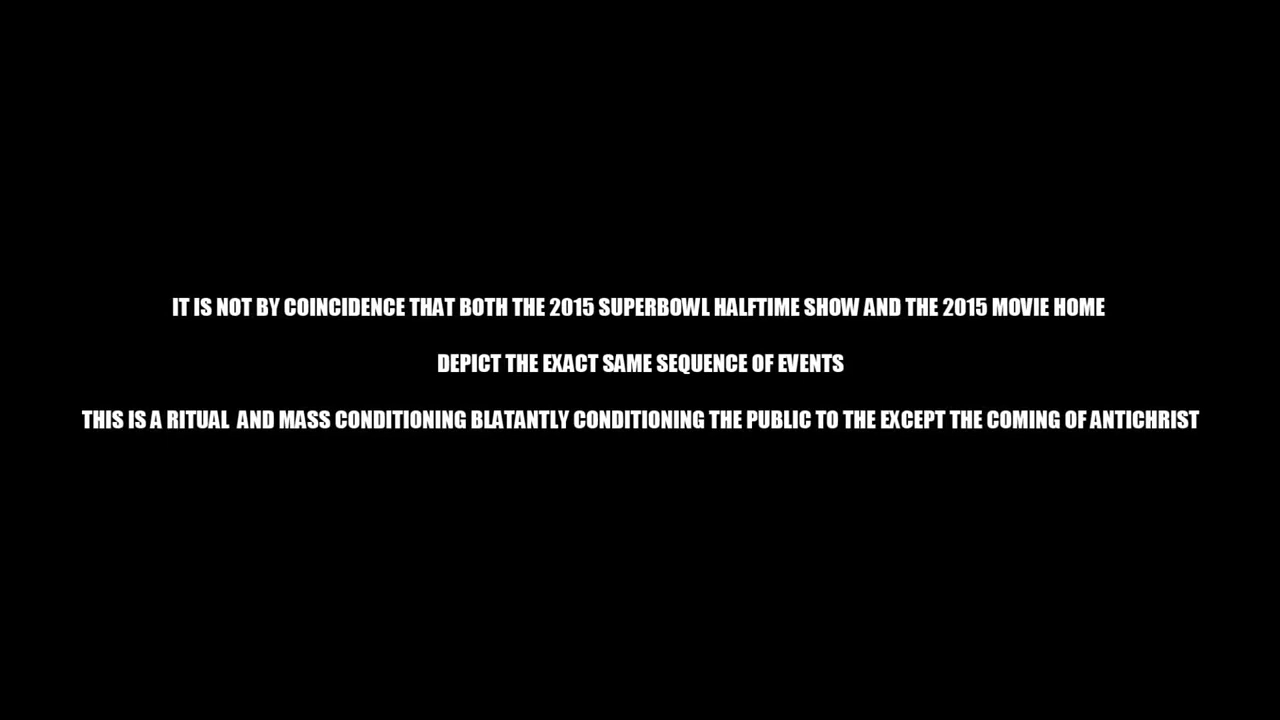 IT IS NOT BY COINCIDENCE THAT BOTH THE 2015 SUPERBOWL HALFTIME SHOW AND THE 2015 MOVIE HOME
DEPICT THE EXACT SAME SEQUENCE OF EVENTS
THIS IS A RITUAL  AND MASS CONDITIONING BLATANTLY CONDITIONING THE PUBLIC TO THE EXCEPT THE COMING OF ANTICHRIST